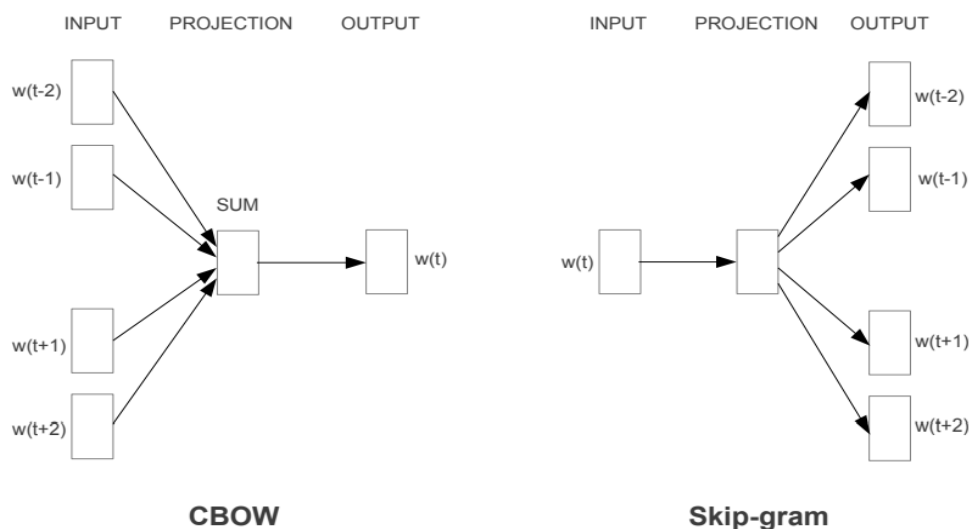 INPUT PROJECTION OUTPUT
w(t-2)
w(t-1)
SUM
w(t)
w(t+1)
w(t+2)
CBOW
INPUT PROJECTION OUTPUT
w(t-2)
w(t-1)
w(t)
w(t+1)
w(t+2)
Skip-gram